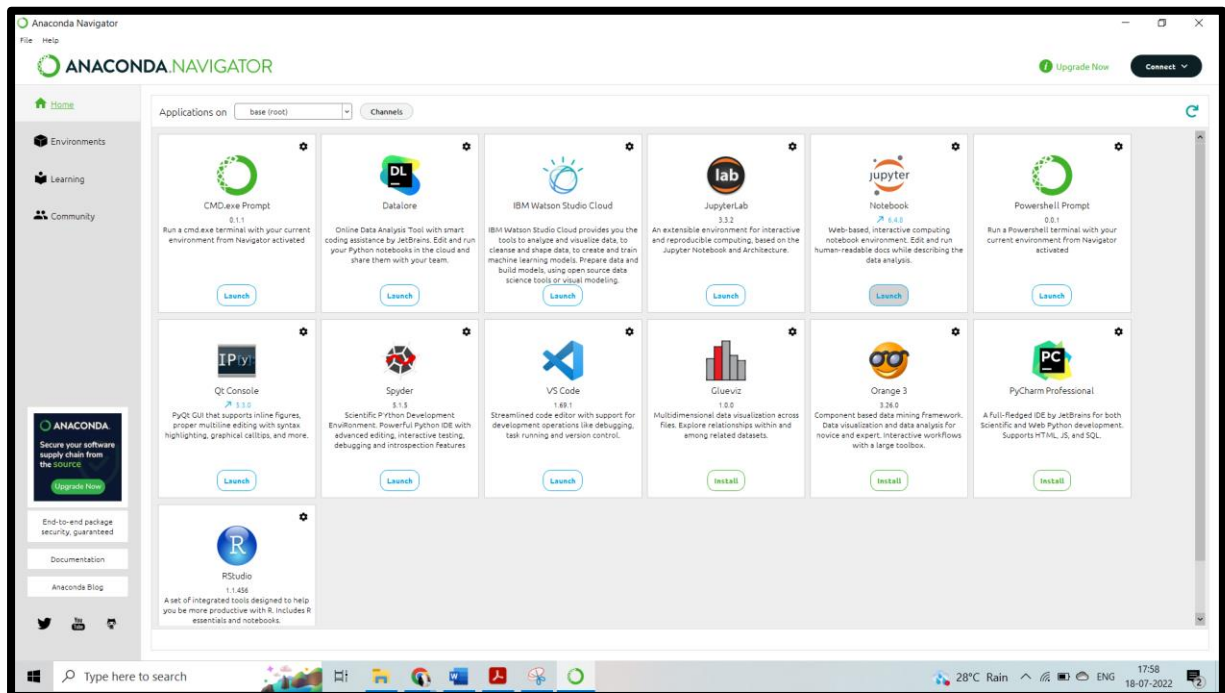 Anaconda Navigator
File Help
ANACONDA.NAVIGATOR
Upgrade Now
Connect
Home
Environments
Learning
Community
Applications on base (root) Channels
CMD.exe Prompt
0.1.1
Run a cmd.exe terminal with your current
environment from Navigator activated
Launch
DL
Datalore
Online Data Analysis Tool with smart
coding assistance by JetBrains. Edit and run
your Python notebooks in the cloud and
share them with your team.
Launch
IBM Watson Studio Cloud
IBM Watson Studio Cloud provides you the
tools to analyze and visualize data, to
cleanse and shape data, to create and train
machine learning models. Prepare data and
build models, using open source data
science tools or visual modeling.
Launch
lab
JupyterLab
3.3.2
An extensible environment for interactive
and reproducible computing, based on the
Jupyter Notebook and Architecture.
Launch
jupyter
Notebook
6.4.8
Web-based, interactive computing
notebook environment. Edit and run
human-readable docs while describing the
data analysis.
Launch
Powershell Prompt
0.0.1
Run a Powershell terminal with your
current environment from Navigator
activated
Launch
IP[y]:
Qt Console
5.3.0
PyQt GUI that supports inline figures,
proper multiline editing with syntax
highlighting, graphical calltips, and more.
Launch
Spyder
5.1.5
Scientific PYthon Development
EnviRonment. Powerful Python IDE with
advanced editing, interactive testing,
debugging and introspection features
Launch
VS Code
1.69.1
Streamlined code editor with support for
development operations like debugging,
task running and version control.
Launch
Glueviz
1.0.0
Multidimensional data visualization across
files. Explore relationships within and
among related datasets.
Install
Orange 3
3.26.0
Component based data mining framework.
Data visualization and data analysis for
novice and expert. Interactive workflows
with a large toolbox.
Install
PC
PyCharm Professional
A full-fledged IDE by JetBrains for both
Scientific and Web Python development.
Supports HTML, JS, and SQL.
Install
R
RStudio
1.1.456
A set of integrated tools designed to help
you be more productive with R. Includes R
essentials and notebooks.
ANACONDA.
Secure your software
supply chain from
the source
Upgrade Now
End-to-end package
security, guaranteed
Documentation
Anaconda Blog
You
Tube
Type here to search
28°C Rain
ENG
17:58
18-07-2022
2